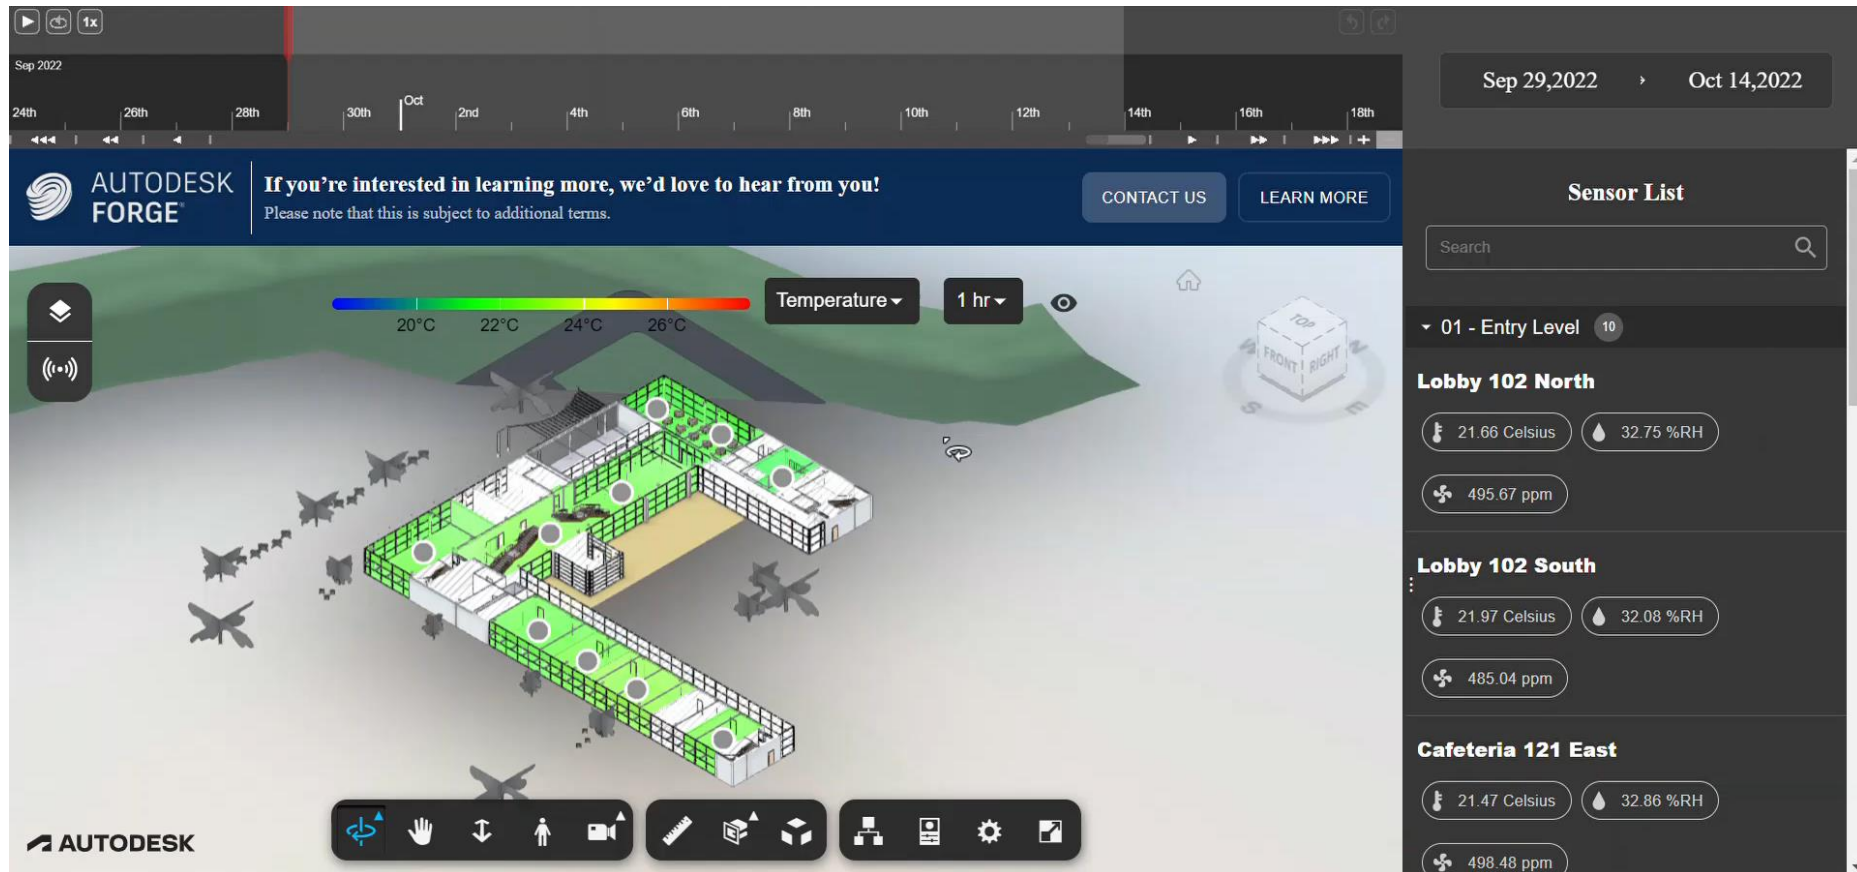 1x
Sep 2022
Oct
24th 26th 28th 30th 2nd 4th 6th 8th 10th 12th 14th 16th 18th
Sep 29,2022 Oct 14,2022
AUTODESK
FORGE
If you're interested in learning more, we'd love to hear from you!
Please note that this is subject to additional terms.
CONTACT US
LEARN MORE
Temperature
1 hr
20°C 22°C 24°C 26°C
TOP
FRONT
RIGHT
N
W
S
E
AUTODESK
Sensor List
Search
01 - Entry Level 10
Lobby 102 North
21.66 Celsius 32.75 %RH
495.67 ppm
Lobby 102 South
21.97 Celsius 32.08 %RH
485.04 ppm
Cafeteria 121 East
21.47 Celsius 32.86 %RH
498.48 ppm